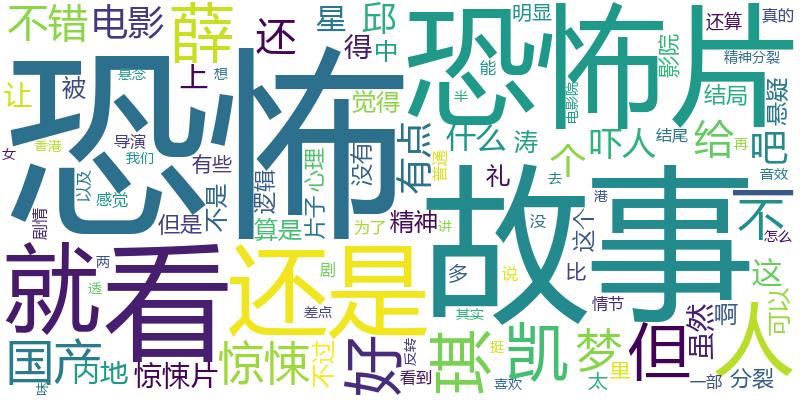 不错
电影
薛
还
星
邱
得
中
明显
恐怖片
还算
真的
影院
精神分裂
能
半
电影院
结局
悬疑
让
被
悬念
上
想
觉得
恐怖
有点
什么
涛
吓人
个
给
结尾
再
吧
女
香港
导演
我们
有些
没有
普通
以及
感觉
不是
逻辑
片子
心理
礼
去
港
一
音效
不
剧情
但是
算是
为了
精神
讲
故事
没
这个
怎么
就
看
还是
两
透
剧
多
说
比
情节
这
可以
差点
其实
虽然
啊
人
国产
内地
惊悚片
惊悚
不过
好
反转
看到
琪
挺
凯
喜欢
梦
太
里
但
一部
分裂
味